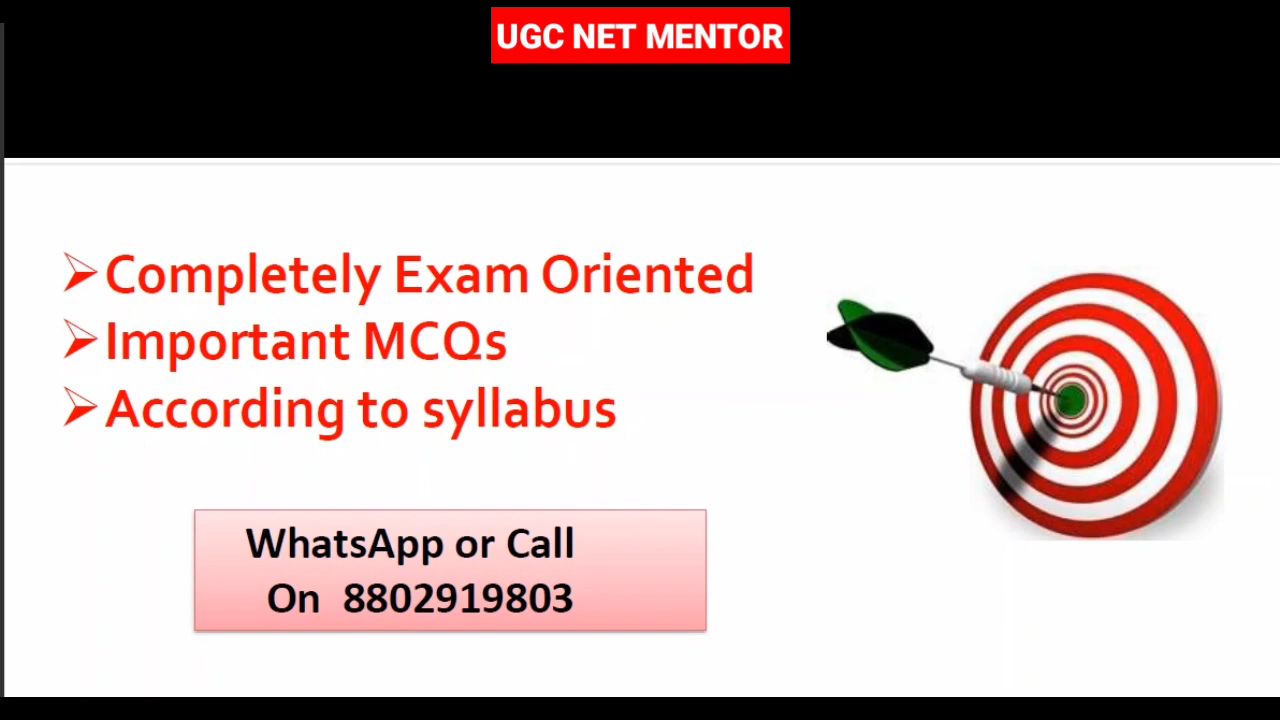 UGC NET MENTOR
➢Completely Exam Oriented
➢Important MCQs
➢According to syllabus
WhatsApp or Call
On 8802919803